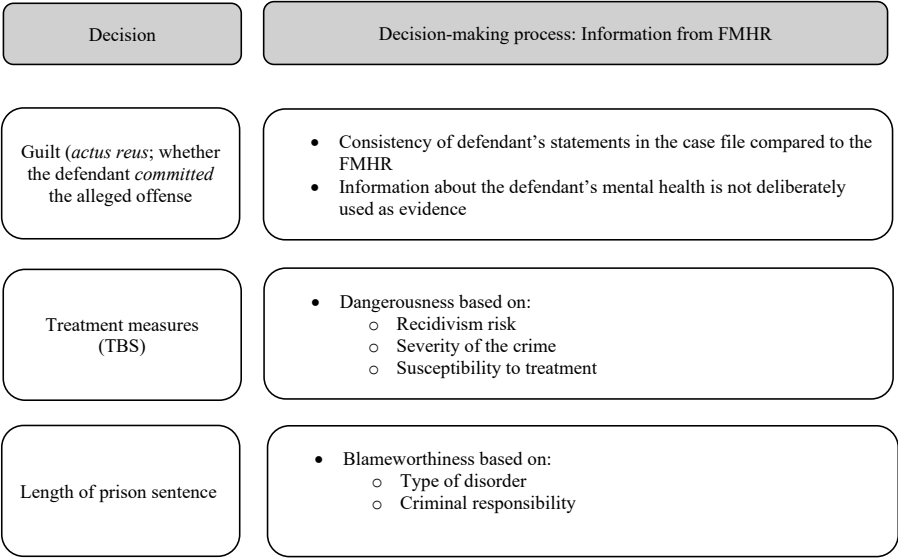 Decision
Decision-making process: Information from FMHR
Guilt (actus reus; whether
the defendant committed
the alleged offense
• Consistency of defendant’s statements in the case file compared to the
FMHR
• Information about the defendant’s mental health is not deliberately
used as evidence
Treatment measures
(TBS)
• Dangerousness based on:
o Recidivism risk
o Severity of the crime
o Susceptibility to treatment
Length of prison sentence
• Blameworthiness based on:
o Type of disorder
o Criminal responsibility